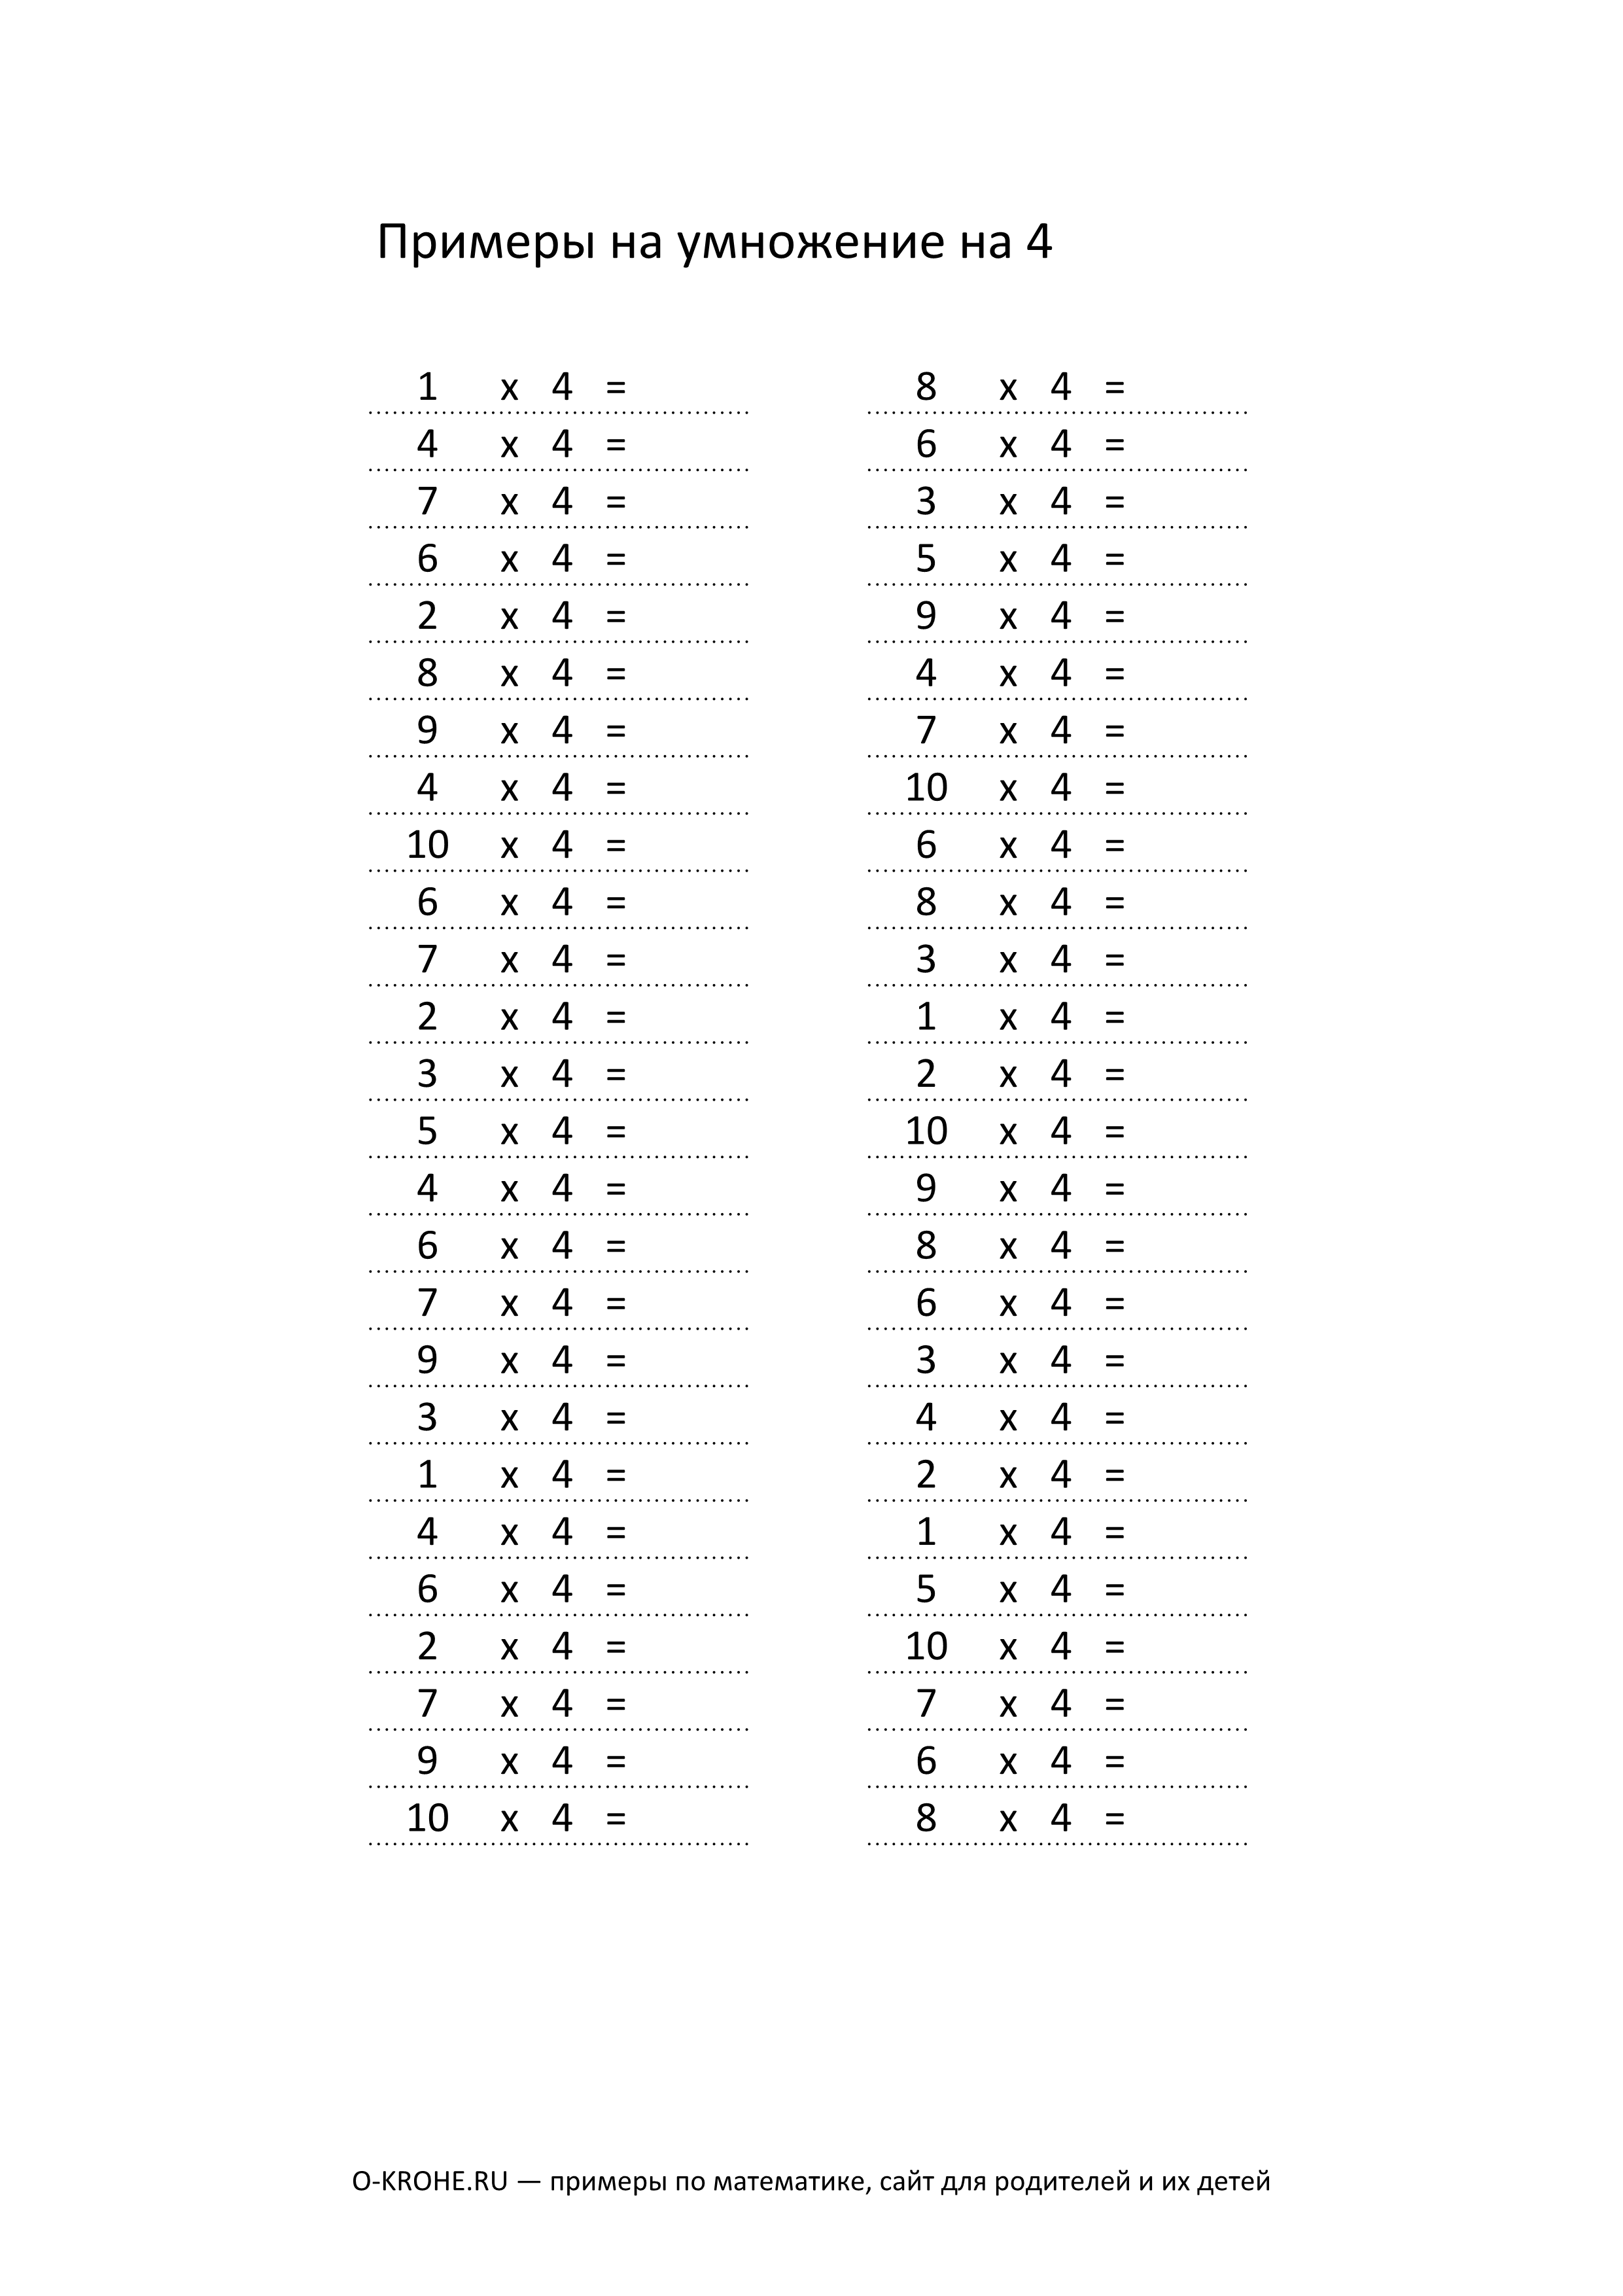 Примеры на умножение на 4
1 x 4 =
4 x 4 =
7 x 4 =
6 x 4 =
2 x 4 =
8 x 4 =
9 x 4 =
4 x 4 =
10 x 4 =
6 x 4 =
7 x 4 =
2 x 4 =
3 x 4 =
5 x 4 =
4 x 4 =
6 x 4 =
7 x 4 =
9 x 4 =
3 x 4 =
1 x 4 =
4 x 4 =
6 x 4 =
2 x 4 =
7 x 4 =
9 x 4 =
10 x 4 =
8 x 4 =
6 x 4 =
3 x 4 =
5 x 4 =
9 x 4 =
4 x 4 =
7 x 4 =
10 x 4 =
6 x 4 =
8 x 4 =
3 x 4 =
1 x 4 =
2 x 4 =
10 x 4 =
9 x 4 =
8 x 4 =
6 x 4 =
3 x 4 =
4 x 4 =
2 x 4 =
1 x 4 =
5 x 4 =
10 x 4 =
7 x 4 =
6 x 4 =
8 x 4 =
O-KROHE.RU — примеры по математике, сайт для родителей и их детей